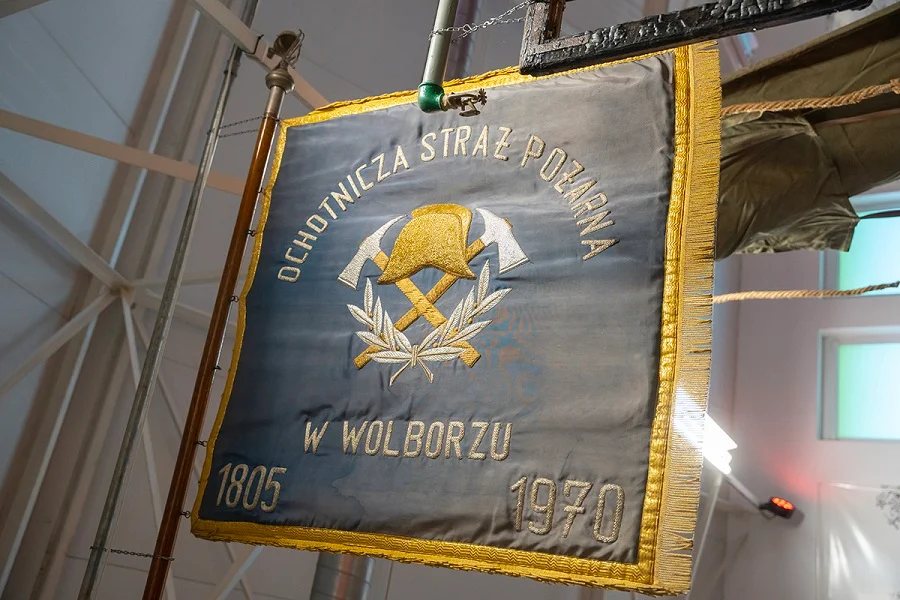 OCHOTNICZA STRAŻ POŻARNA
W WOLBORZU
1805 1970